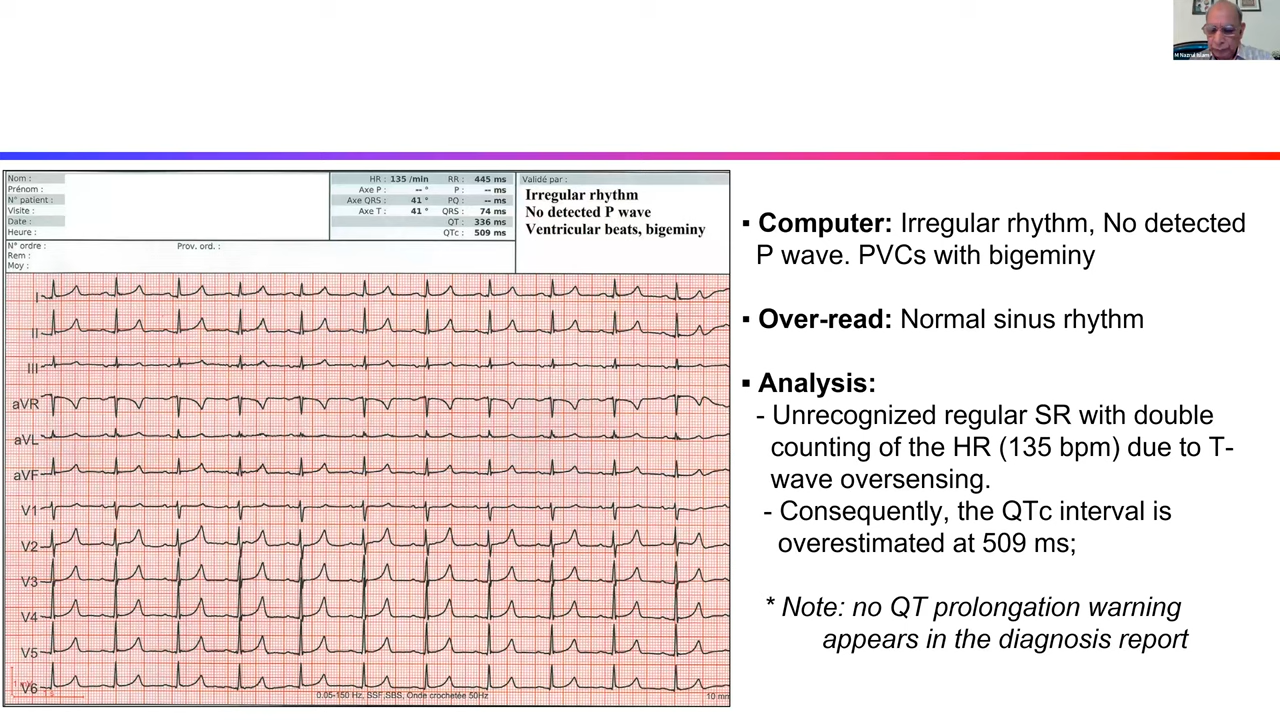 M Nazrul Islam
Nom :
Prénom :
N° patient :
Visite :
Date :
Heure :
HR : 135 /min RR : 445 ms
Axe P : -- ° P : -- ms
Axe QRS : 41 ° PQ : -- ms
Axe T : 41 ° QRS : 74 ms
QT : 336 ms
QTc : 509 ms
Validé par :
Irregular rhythm
No detected P wave
Ventricular beats, bigeminy
N° ordre : Prov. ord. :
Rem :
Moy :
I
II
III
aVR
aVL
aVF
V1
V2
V3
V4
V5
V6
1 s
0.05-150 Hz, SSF,SBS, Onde crochetée 50Hz
10 mm
▪ Computer: Irregular rhythm, No detected
P wave. PVCs with bigeminy
▪ Over-read: Normal sinus rhythm
▪ Analysis:
- Unrecognized regular SR with double
counting of the HR (135 bpm) due to T-
wave oversensing.
- Consequently, the QTc interval is
overestimated at 509 ms;
* Note: no QT prolongation warning
appears in the diagnosis report